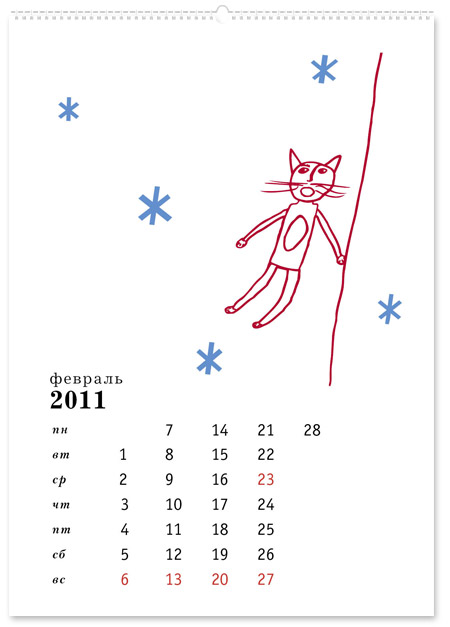 февраль
2011
пн 7 14 21 28
вт 1 8 15 22
ср 2 9 16 23
чт 3 10 17 24
пт 4 11 18 25
сб 5 12 19 26
вс 6 13 20 27